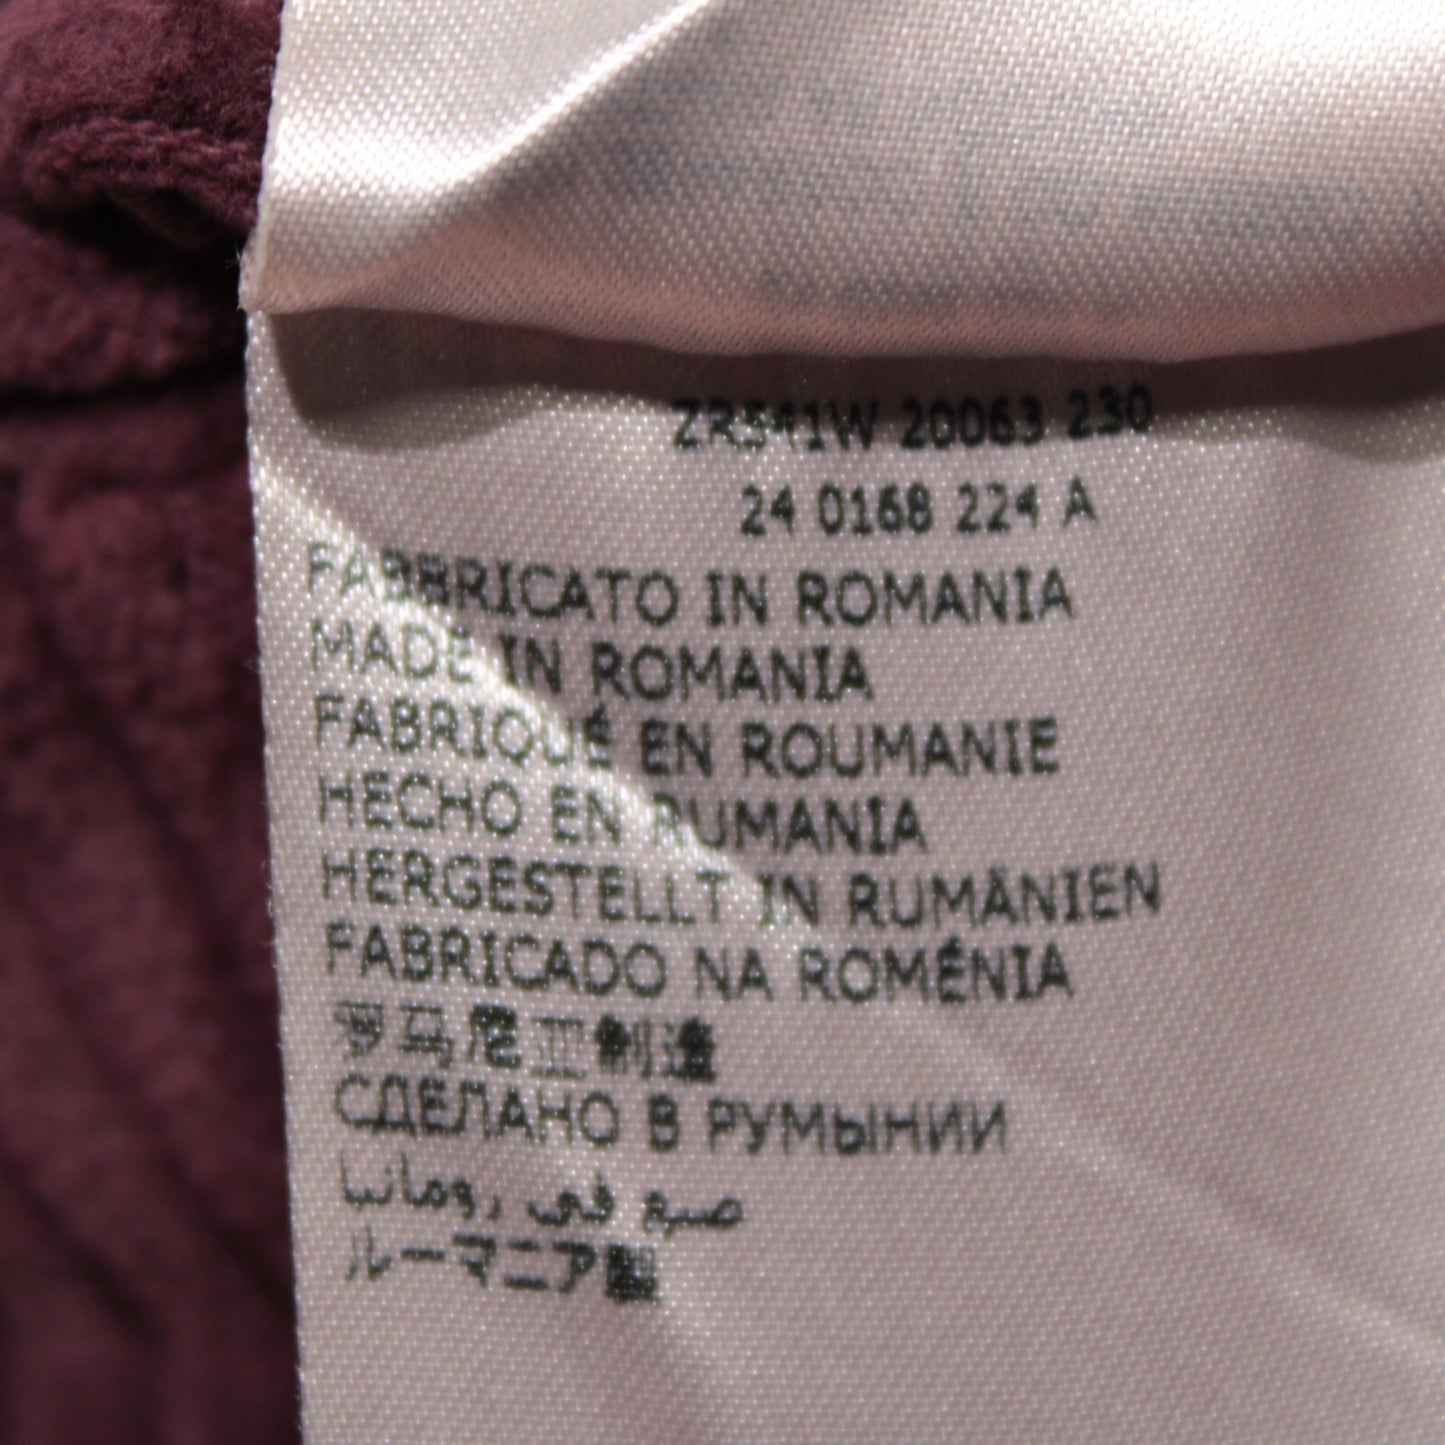 ZR541W 20063 230
24 0168 224 A
FABBRICATO IN ROMANIA
MADE IN ROMANIA
FABRIQUÉ EN ROUMANIE
HECHO EN RUMANIA
HERGESTELLT IN RUMÄNIEN
FABRICADO NA ROMÉNIA
罗马尼亚制造
СДЕЛАНО В РУМЫНИИ
صنع في رومانيا
ルーマニア製